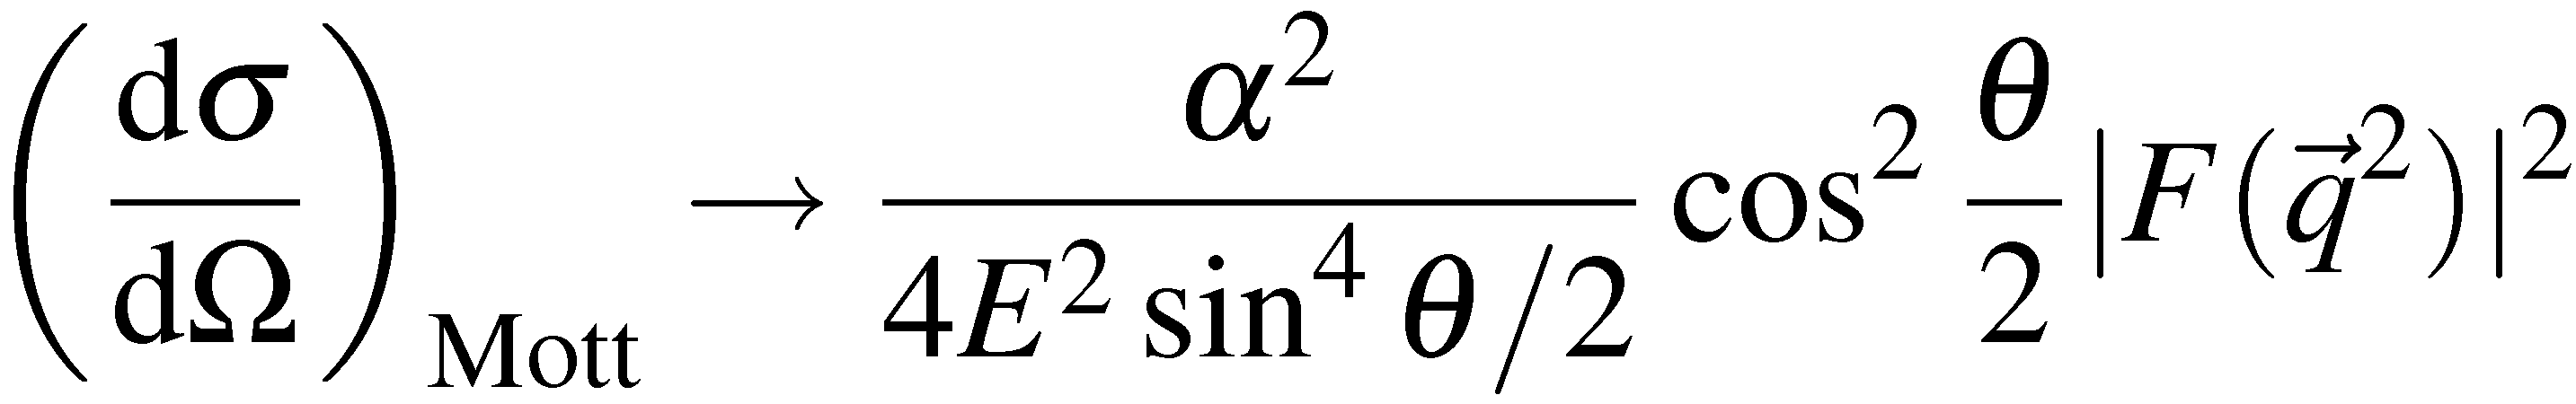 (dσ/dΩ)_Mott → α²/(4E² sin⁴ θ/2) cos² θ/2 |F(q⃗²)|²